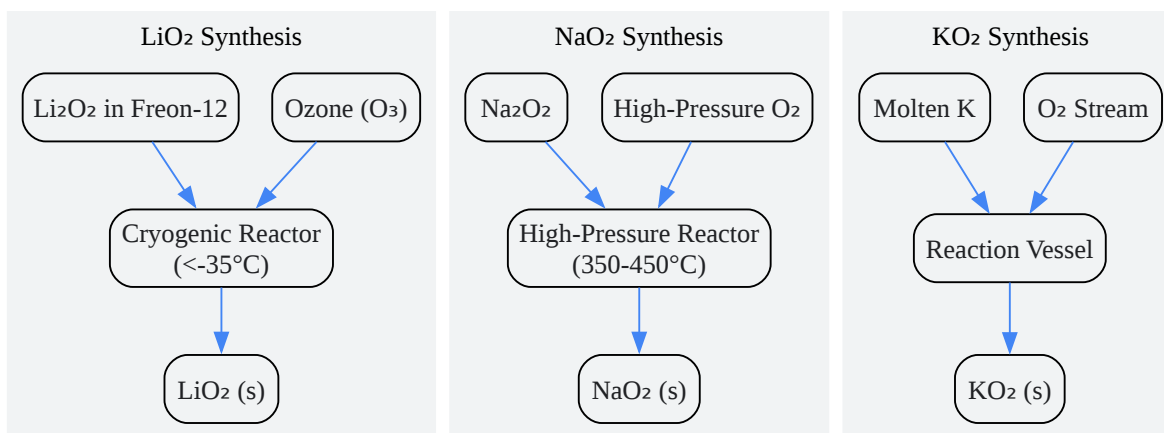 LiO₂ Synthesis
Li₂O₂ in Freon-12
Ozone (O₃)
Cryogenic Reactor
(<-35°C)
LiO₂ (s)
NaO₂ Synthesis
Na₂O₂
High-Pressure O₂
High-Pressure Reactor
(350-450°C)
NaO₂ (s)
KO₂ Synthesis
Molten K
O₂ Stream
Reaction Vessel
KO₂ (s)